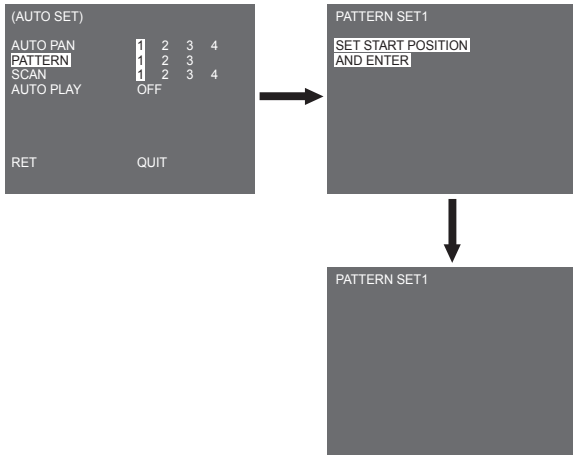 (AUTO SET)
AUTO PAN 1 2 3 4
PATTERN 1 2 3
SCAN 1 2 3 4
AUTO PLAY OFF
RET QUIT
PATTERN SET1
SET START POSITION
AND ENTER
PATTERN SET1